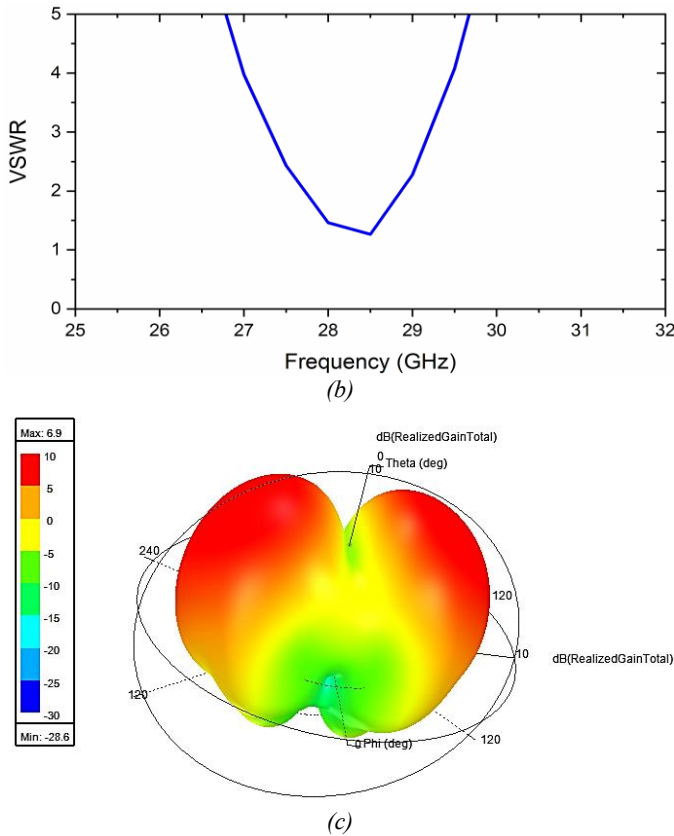 5
4
3
2
1
0
VSWR
25 26 27 28 29 30 31 32
Frequency (GHz)
(b)
Max: 6.9
10
5
0
-5
-10
-15
-20
-25
-30
Min: -28.6
dB(RealizedGainTotal)
0
10 Theta (deg)
240
120
10
dB(RealizedGainTotal)
120
120
0 Phi (deg)
(c)